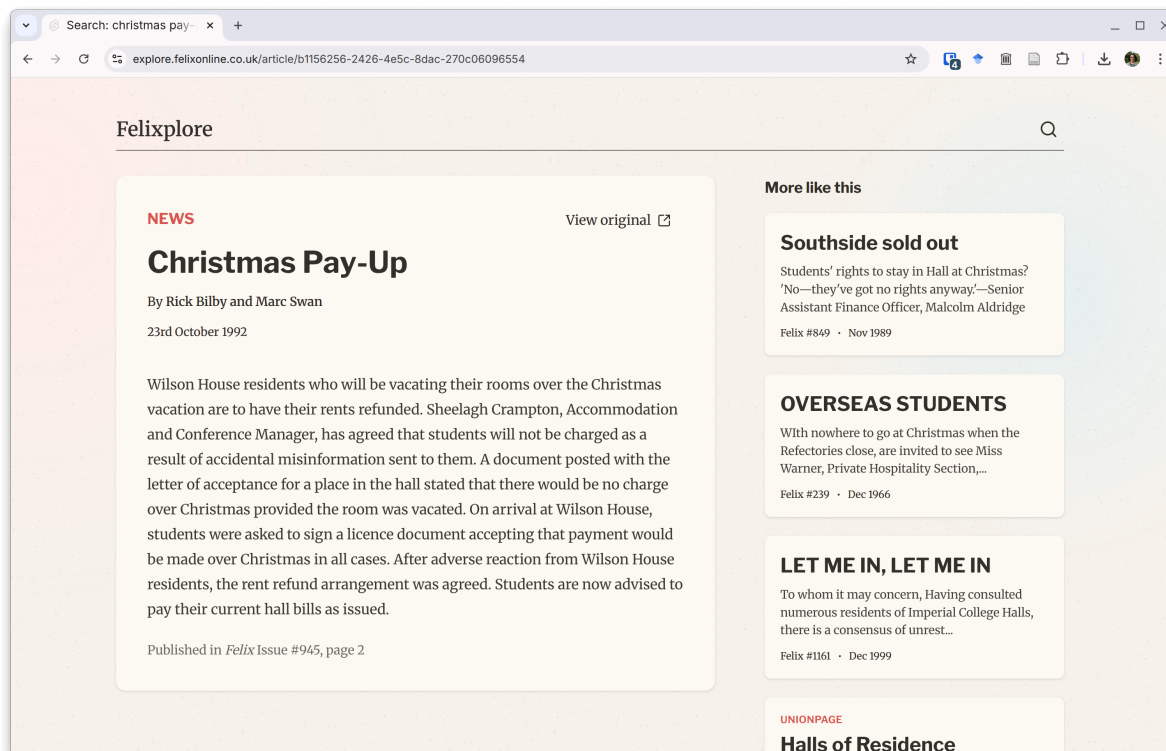 Search: christmas pay-
explore.felixonline.co.uk/article/b1156256-2426-4e5c-8dac-270c06096554
4
Felixplore
NEWS
View original
Christmas Pay-Up
By Rick Bilby and Marc Swan
23rd October 1992
Wilson House residents who will be vacating their rooms over the Christmas
vacation are to have their rents refunded. Sheelagh Crampton, Accommodation
and Conference Manager, has agreed that students will not be charged as a
result of accidental misinformation sent to them. A document posted with the
letter of acceptance for a place in the hall stated that there would be no charge
over Christmas provided the room was vacated. On arrival at Wilson House,
students were asked to sign a licence document accepting that payment would
be made over Christmas in all cases. After adverse reaction from Wilson House
residents, the rent refund arrangement was agreed. Students are now advised to
pay their current hall bills as issued.
Published in Felix Issue #945, page 2
More like this
Southside sold out
Students' rights to stay in Hall at Christmas?
'No—they've got no rights anyway.'—Senior
Assistant Finance Officer, Malcolm Aldridge
Felix #849 · Nov 1989
OVERSEAS STUDENTS
WIth nowhere to go at Christmas when the
Refectories close, are invited to see Miss
Warner, Private Hospitality Section,...
Felix #239 · Dec 1966
LET ME IN, LET ME IN
To whom it may concern, Having consulted
numerous residents of Imperial College Halls,
there is a consensus of unrest...
Felix #1161 · Dec 1999
UNIONPAGE
Halls of Residence